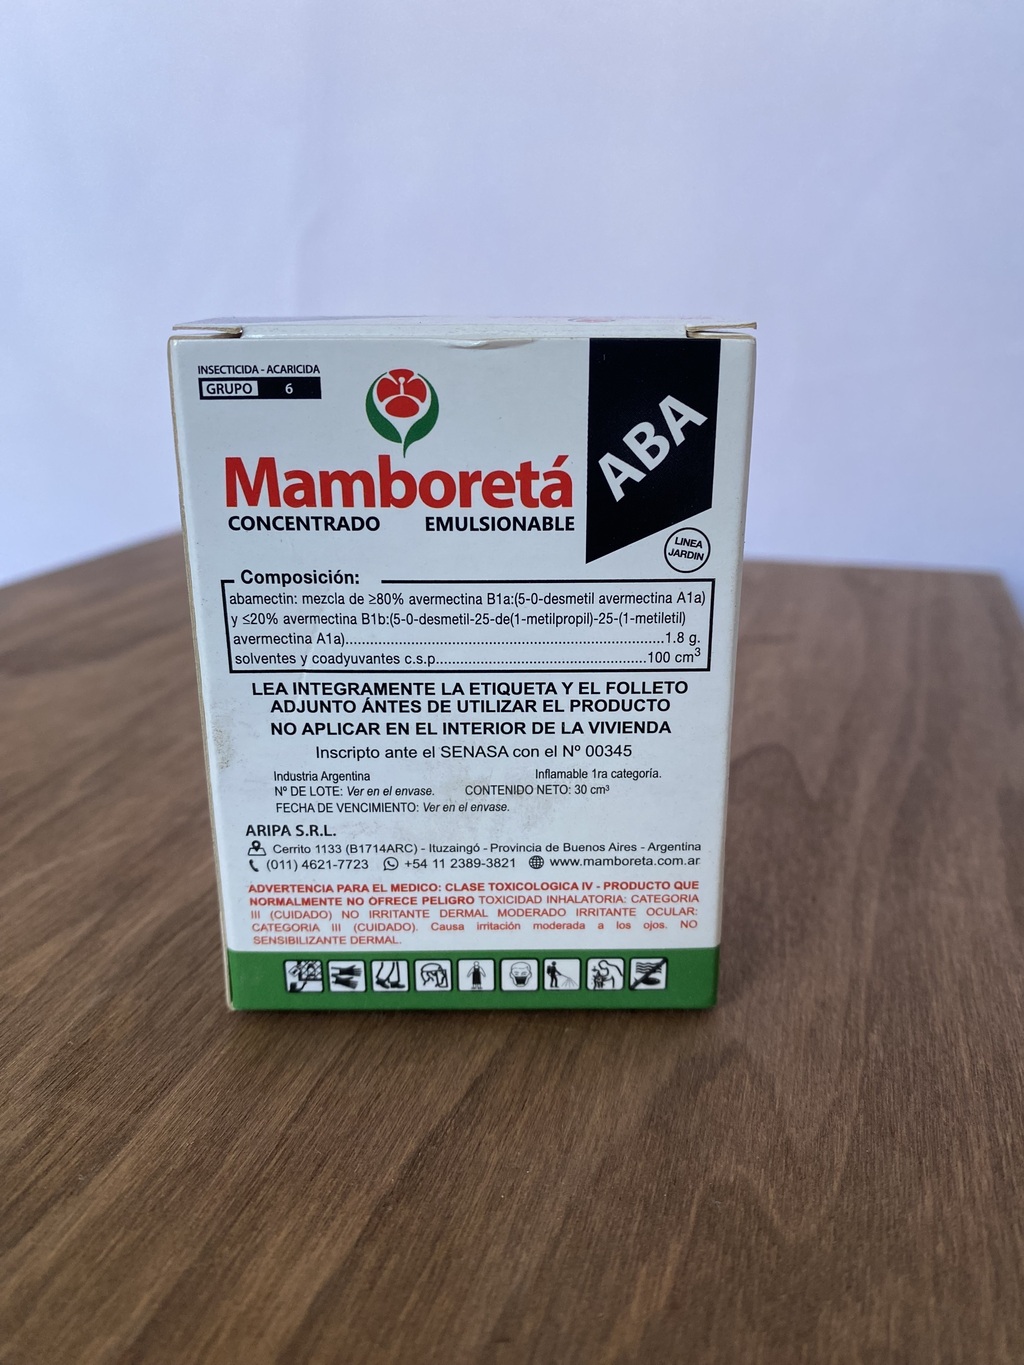 INSECTICIDA - ACARICIDA
GRUPO 6
Mamboretá
CONCENTRADO EMULSIONABLE
ABA
LINEA
JARDIN
Composición:
abamectin: mezcla de ≥80% avermectina B1a:(5-0-desmetil avermectina A1a)
y ≤20% avermectina B1b:(5-0-desmetil-25-de(1-metilpropil)-25-(1-metiletil)
avermectina A1a)...............................................................................1.8 g.
solventes y coadyuvantes c.s.p....................................................100 cm³
LEA INTEGRAMENTE LA ETIQUETA Y EL FOLLETO
ADJUNTO ÁNTES DE UTILIZAR EL PRODUCTO
NO APLICAR EN EL INTERIOR DE LA VIVIENDA
Inscripto ante el SENASA con el Nº 00345
Industria Argentina Inflamable 1ra categoría.
Nº DE LOTE: Ver en el envase. CONTENIDO NETO: 30 cm³
FECHA DE VENCIMIENTO: Ver en el envase.
ARIPA S.R.L.
Cerrito 1133 (B1714ARC) - Ituzaingó - Provincia de Buenos Aires - Argentina
(011) 4621-7723 +54 11 2389-3821 www.mamboreta.com.ar
ADVERTENCIA PARA EL MEDICO: CLASE TOXICOLOGICA IV - PRODUCTO QUE
NORMALMENTE NO OFRECE PELIGRO TOXICIDAD INHALATORIA: CATEGORIA
III (CUIDADO) NO IRRITANTE DERMAL MODERADO IRRITANTE OCULAR:
CATEGORIA III (CUIDADO). Causa irritación moderada a los ojos. NO
SENSIBILIZANTE DERMAL.